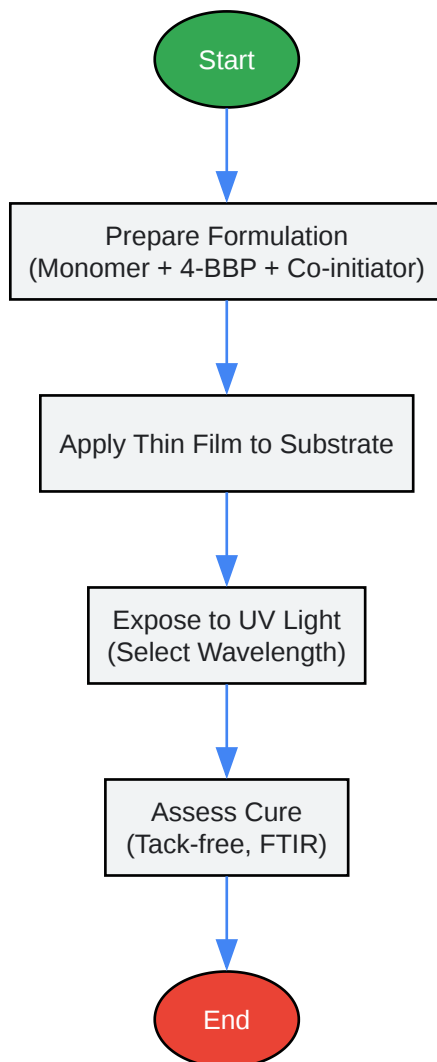 Start
Prepare Formulation
(Monomer + 4-BBP + Co-initiator)
Apply Thin Film to Substrate
Expose to UV Light
(Select Wavelength)
Assess Cure
(Tack-free, FTIR)
End